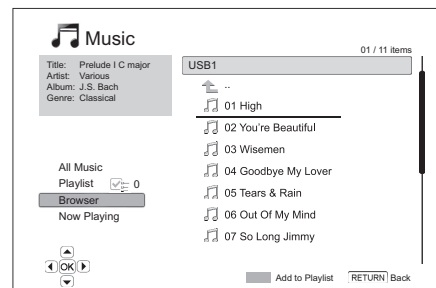 Music
01 / 11 items
Title: Prelude I C major
Artist: Various
Album: J.S. Bach
Genre: Classical
USB1
..
01 High
02 You're Beautiful
03 Wisemen
04 Goodbye My Lover
05 Tears & Rain
06 Out Of My Mind
07 So Long Jimmy
All Music
Playlist 0
Browser
Now Playing
OK
Add to Playlist RETURN Back